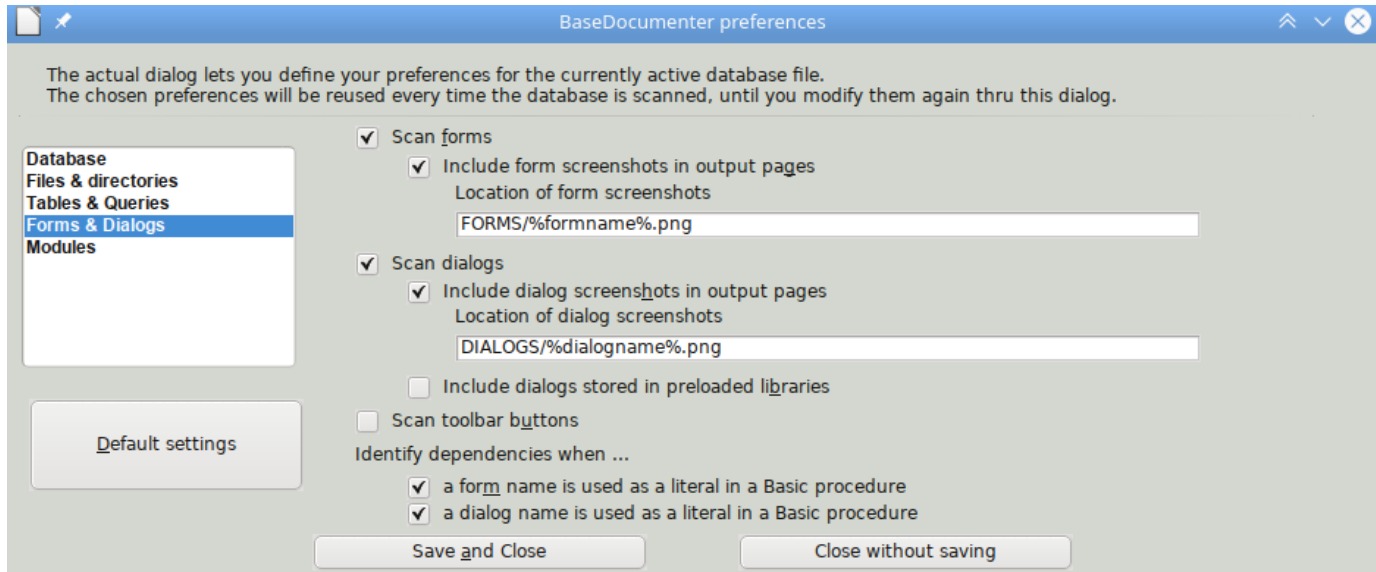 BaseDocumenter preferences
The actual dialog lets you define your preferences for the currently active database file.
The chosen preferences will be reused every time the database is scanned, until you modify them again thru this dialog.
Database
Files & directories
Tables & Queries
Forms & Dialogs
Modules
Default settings
Scan forms
Include form screenshots in output pages
Location of form screenshots
FORMS/%formname%.png
Scan dialogs
Include dialog screenshots in output pages
Location of dialog screenshots
DIALOGS/%dialogname%.png
Include dialogs stored in preloaded libraries
Scan toolbar buttons
Identify dependencies when ...
a form name is used as a literal in a Basic procedure
a dialog name is used as a literal in a Basic procedure
Save and Close
Close without saving